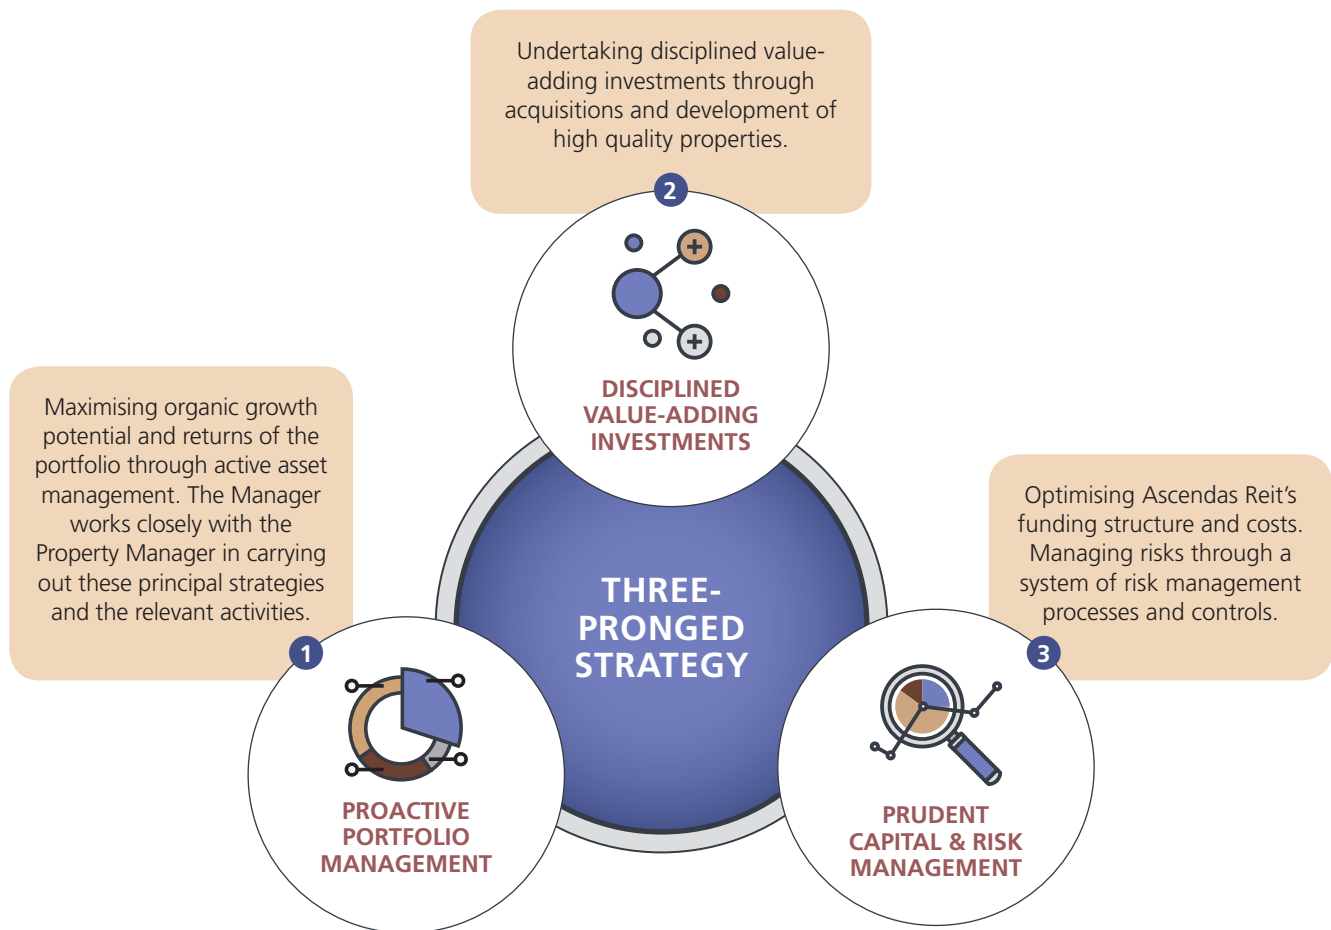 Undertaking disciplined value-
adding investments through
acquisitions and development of
high quality properties.
2
DISCIPLINED
VALUE-ADDING
INVESTMENTS
Maximising organic growth
potential and returns of the
portfolio through active asset
management. The Manager
works closely with the
Property Manager in carrying
out these principal strategies
and the relevant activities.
1
PROACTIVE
PORTFOLIO
MANAGEMENT
THREE-
PRONGED
STRATEGY
Optimising Ascendas Reit’s
funding structure and costs.
Managing risks through a
system of risk management
processes and controls.
3
PRUDENT
CAPITAL & RISK
MANAGEMENT